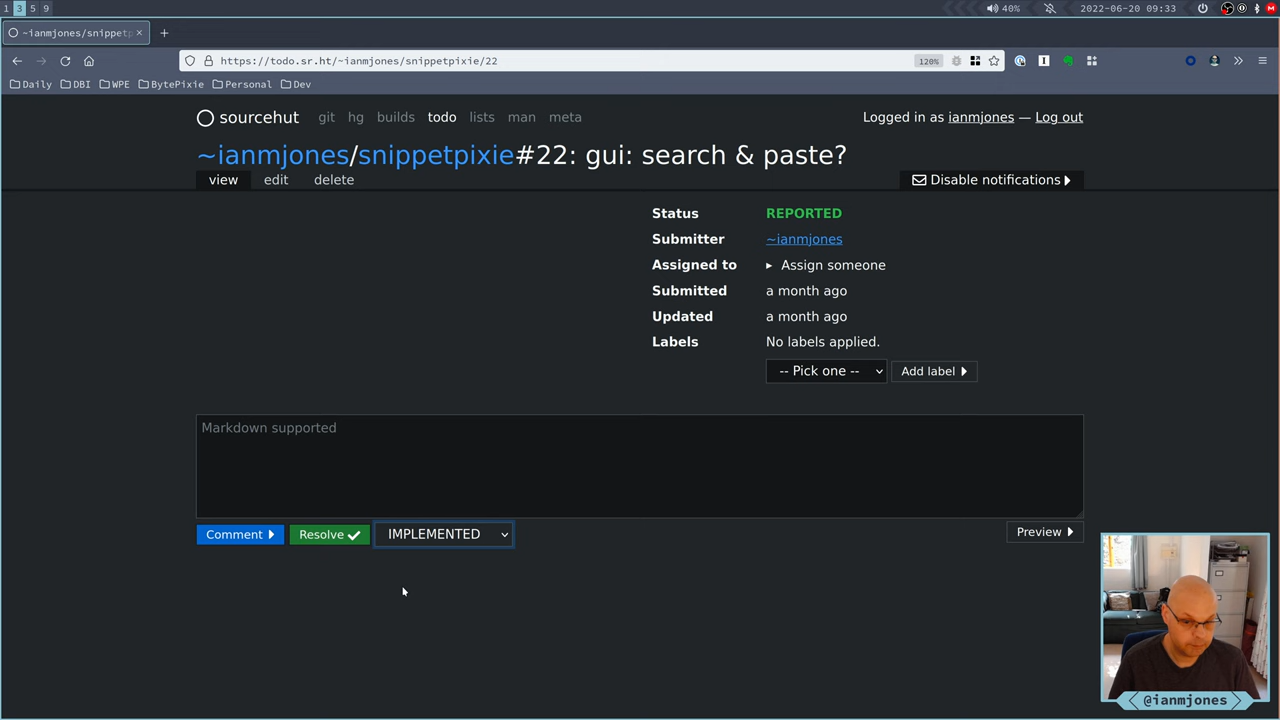 1 3 5 9
40%
2022-06-20 09:33
~ianmjones/snippetp
https://todo.sr.ht/~ianmjones/snippetpixie/22
120%
Daily DBI WPE BytePixie Personal Dev
sourcehut git hg builds todo lists man meta
Logged in as ianmjones — Log out
~ianmjones/snippetpixie#22: gui: search & paste?
view edit delete
Disable notifications
Status REPORTED
Submitter ~ianmjones
Assigned to Assign someone
Submitted a month ago
Updated a month ago
Labels No labels applied.
-- Pick one -- Add label
Markdown supported
Comment Resolve IMPLEMENTED
Preview
@ianmjones